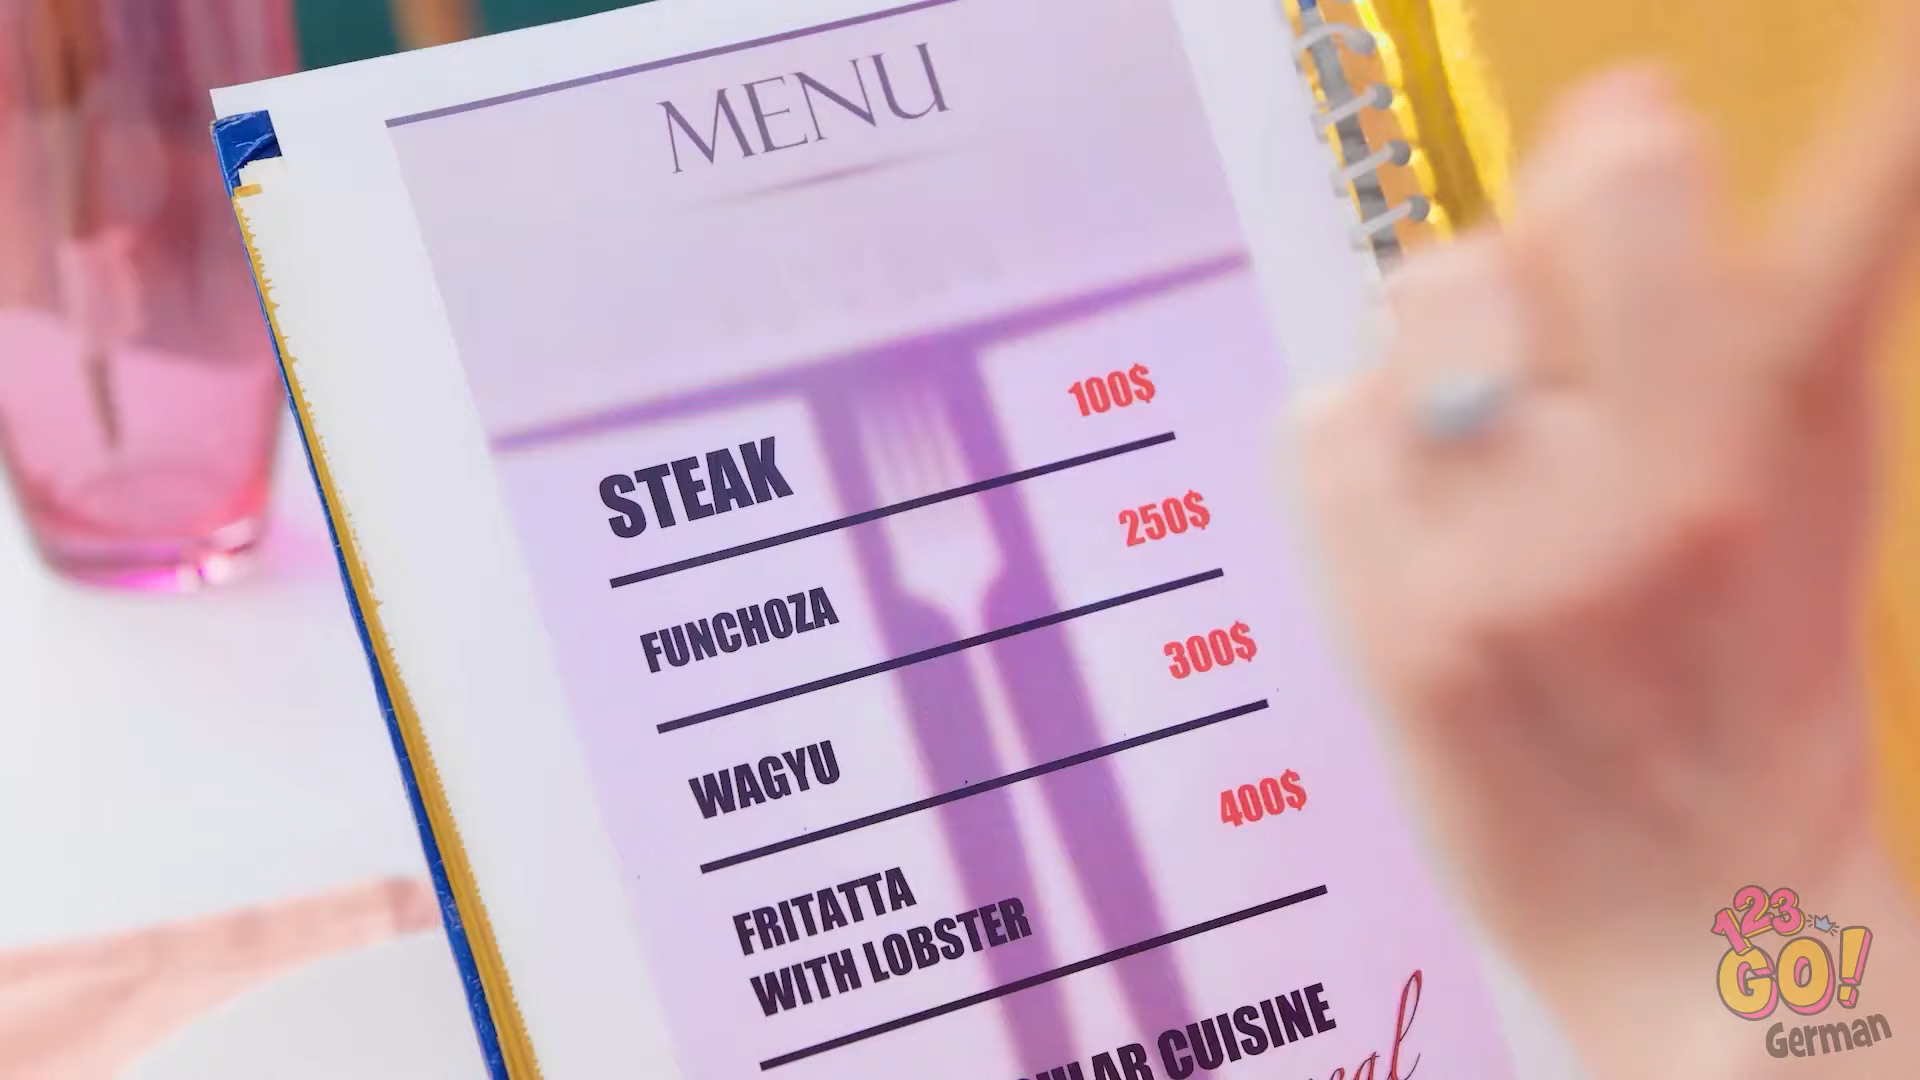 MENU
STEAK 100$
FUNCHOZA 250$
WAGYU 300$
FRITATTA 400$
WITH LOBSTER
CUISINE
123
GO!
German